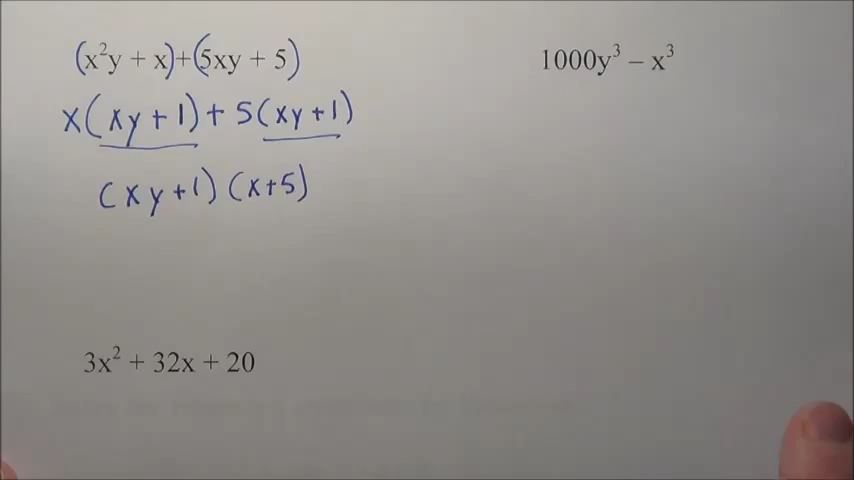 (x²y + x)+(5xy + 5)
x(xy+1)+5(xy+1)
(xy+1)(x+5)
3x² + 32x + 20
1000y³ – x³